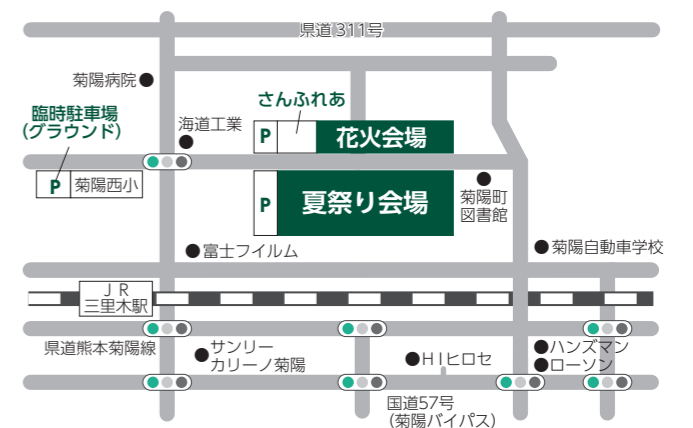 県道311号
菊陽病院
さんふれあ
臨時駐車場
(グラウンド)
海道工業
P
花火会場
P
菊陽西小
P
夏祭り会場
菊陽町
図書館
富士フイルム
菊陽自動車学校
JR
三里木駅
県道熊本菊陽線
サンリー
カリーノ菊陽
HIヒロセ
ハンズマン
ローソン
国道57号
(菊陽バイパス)